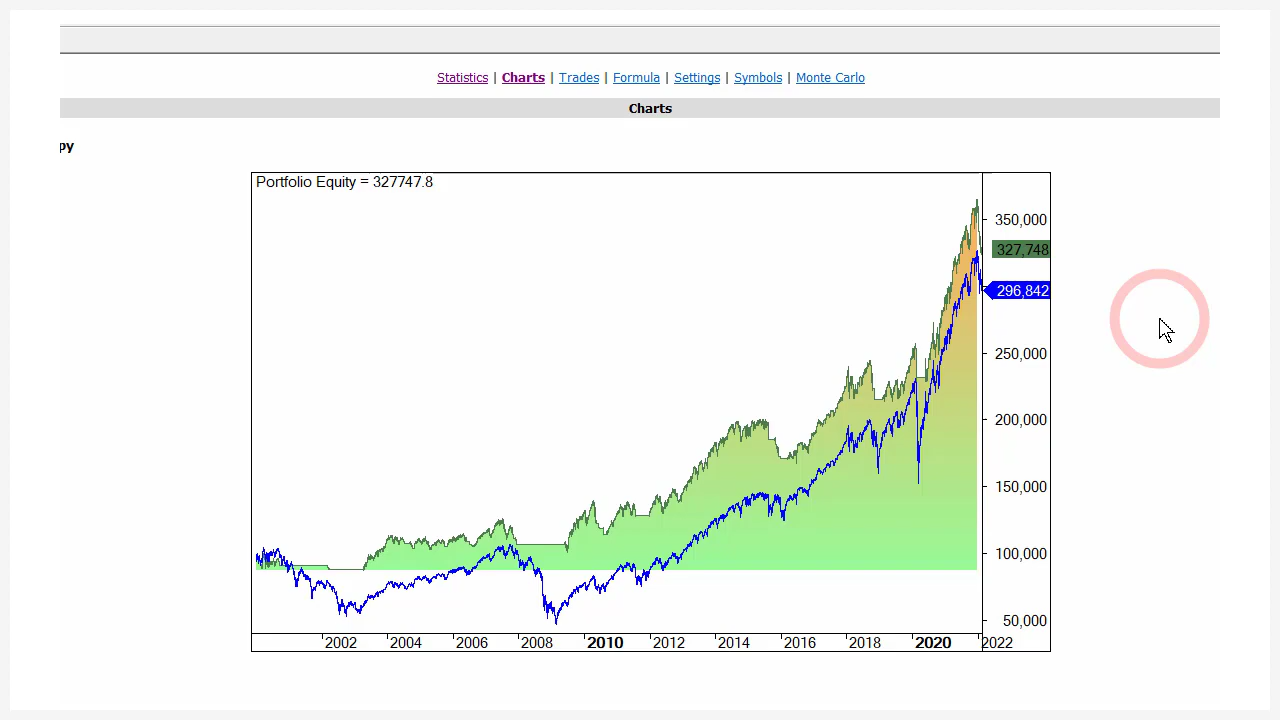 Statistics | Charts | Trades | Formula | Settings | Symbols | Monte Carlo
Charts
py
Portfolio Equity = 327747.8
350,000
327,748
296,842
250,000
200,000
150,000
100,000
50,000
2002 2004 2006 2008 2010 2012 2014 2016 2018 2020 2022